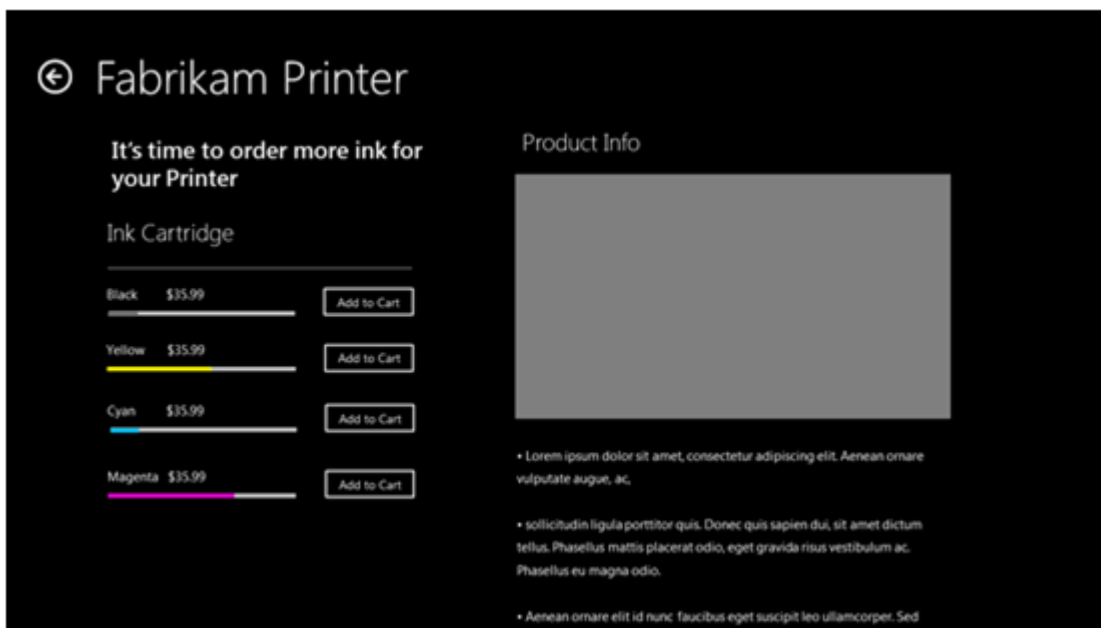 Fabrikam Printer
It's time to order more ink for
your Printer
Ink Cartridge
Black $35.99
Add to Cart
Yellow $35.99
Add to Cart
Cyan $35.99
Add to Cart
Magenta $35.99
Add to Cart
Product Info
• Lorem ipsum dolor sit amet, consectetur adipiscing elit. Aenean ornare
vulputate augue, ac,
• sollicitudin ligula porttitor quis. Donec quis sapien dui, sit amet dictum
tellus. Phasellus mattis placerat odio, eget gravida risus vestibulum ac.
Phasellus eu magna odio.
• Aenean ornare elit id nunc faucibus eget suscipit leo ullamcorper. Sed